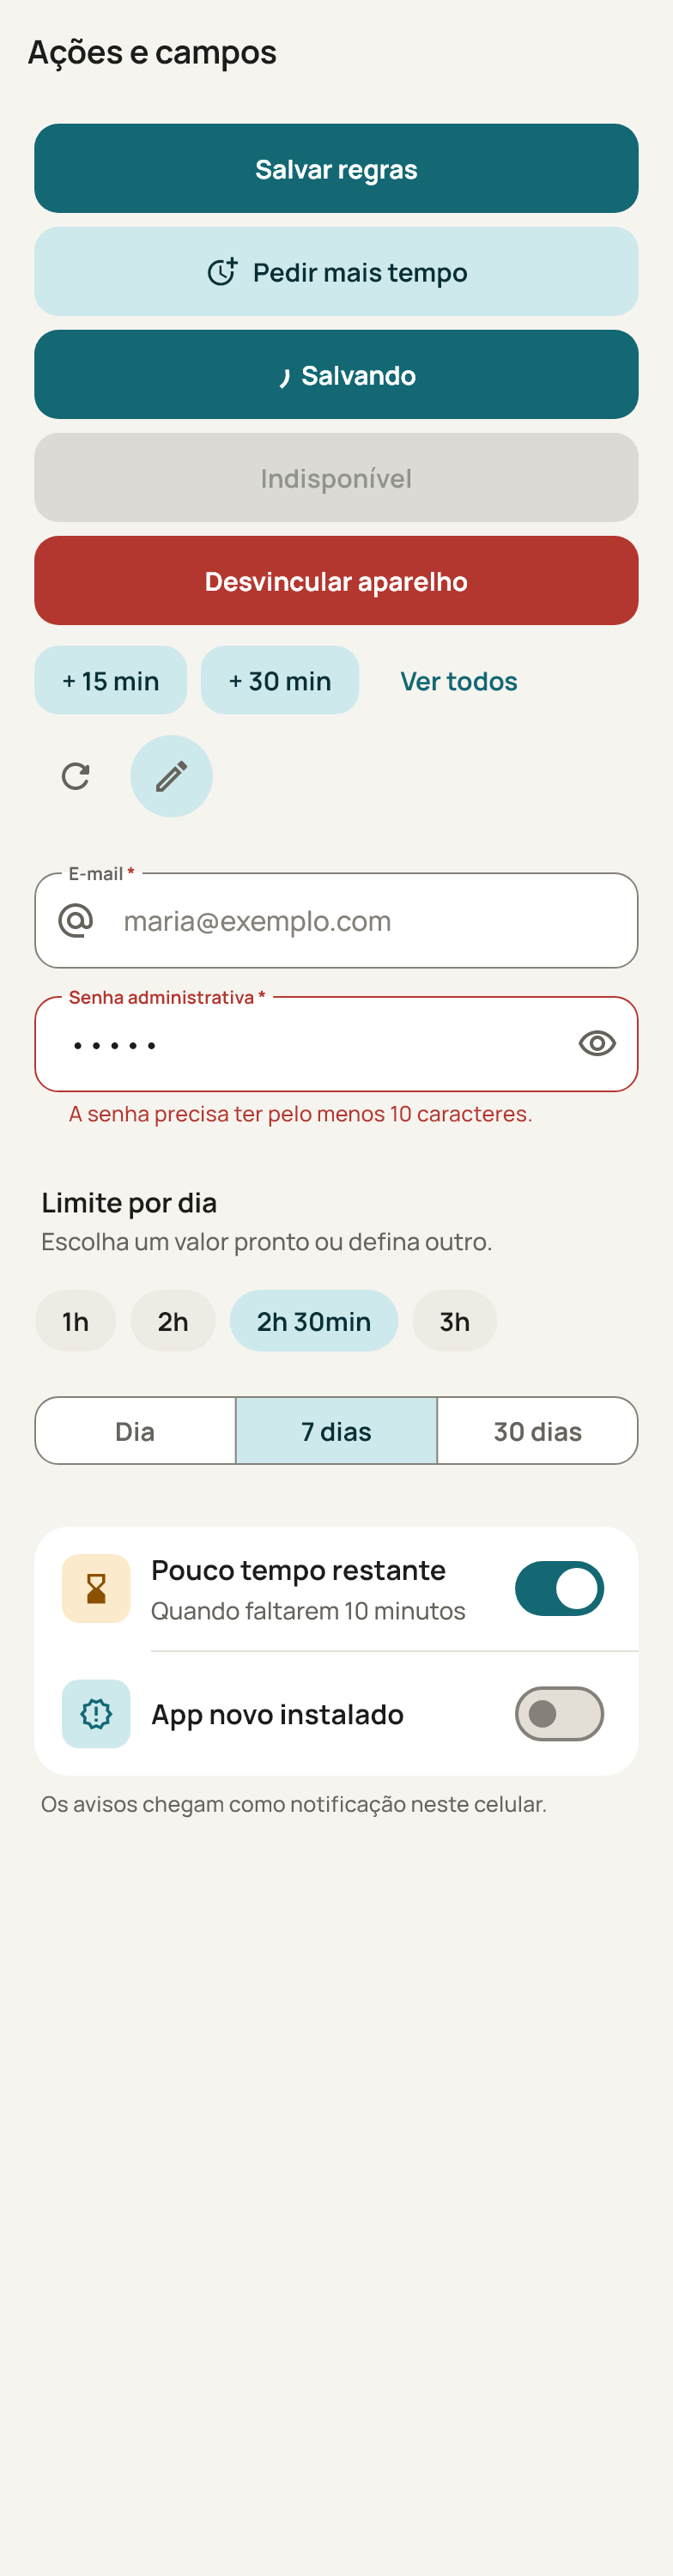 Ações e campos
Salvar regras
Pedir mais tempo
Salvando
Indisponível
Desvincular aparelho
+ 15 min
+ 30 min
Ver todos
E-mail *
maria@exemplo.com
Senha administrativa *
•••••
A senha precisa ter pelo menos 10 caracteres.
Limite por dia
Escolha um valor pronto ou defina outro.
1h
2h
2h 30min
3h
Dia
7 dias
30 dias
Pouco tempo restante
Quando faltarem 10 minutos
App novo instalado
Os avisos chegam como notificação neste celular.